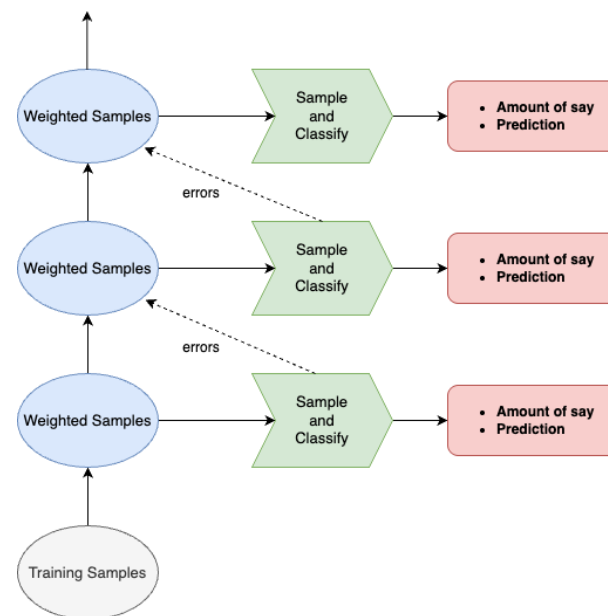 Weighted Samples
Sample
and
Classify
• Amount of say
• Prediction
errors
Weighted Samples
Sample
and
Classify
• Amount of say
• Prediction
errors
Weighted Samples
Sample
and
Classify
• Amount of say
• Prediction
Training Samples